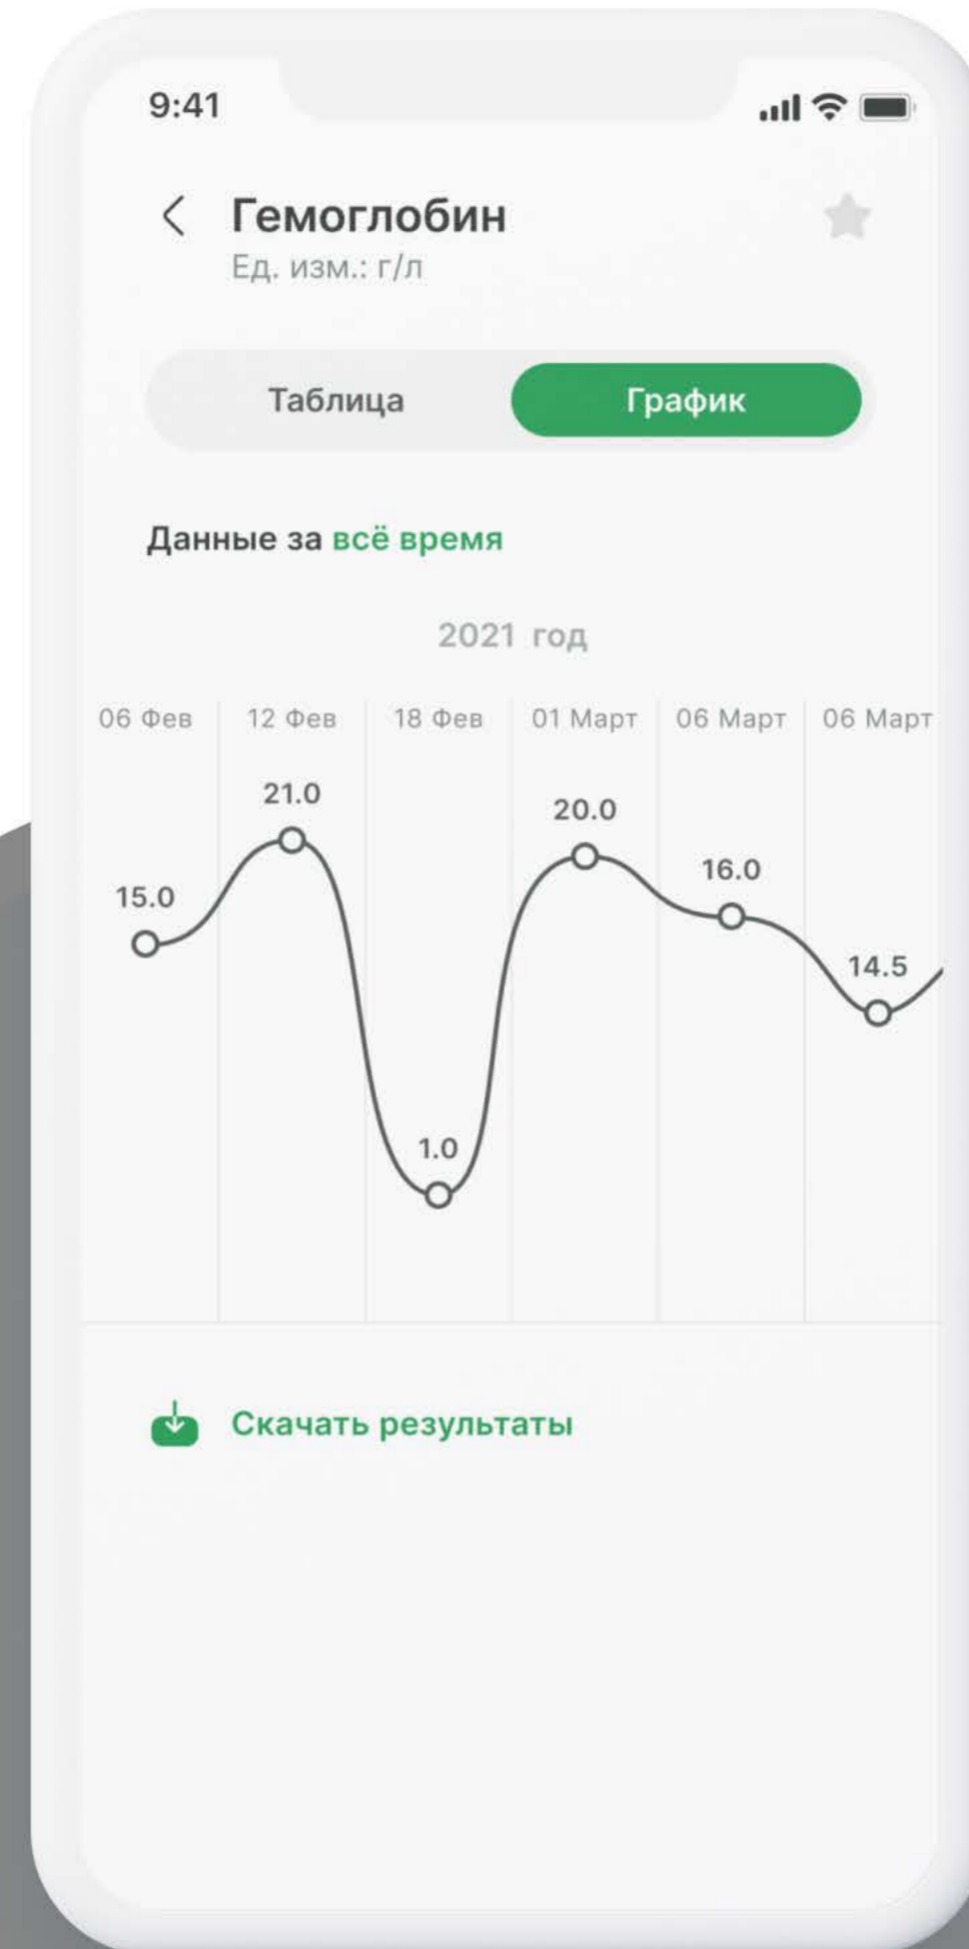 9:41
Гемоглобин
Ед. изм.: г/л
Таблица График
Данные за всё время
2021 год
06 Фев 12 Фев 18 Фев 01 Март 06 Март 06 Март
21.0
20.0
16.0
15.0
14.5
1.0
Скачать результаты